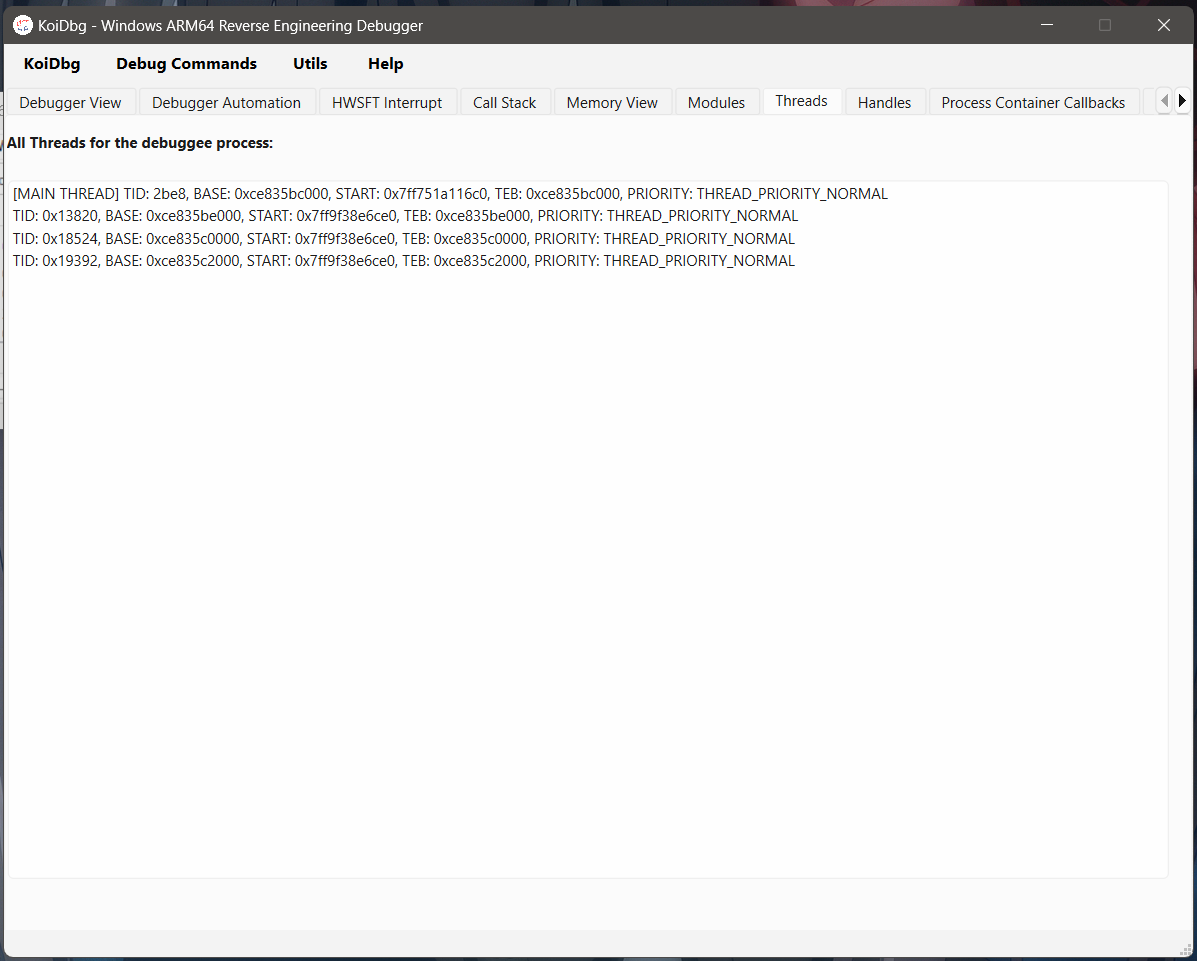 KoiDbg - Windows ARM64 Reverse Engineering Debugger
KoiDbg Debug Commands Utils Help
Debugger View Debugger Automation HWSFT Interrupt Call Stack Memory View Modules Threads Handles Process Container Callbacks
All Threads for the debuggee process:
[MAIN THREAD] TID: 2be8, BASE: 0xce835bc000, START: 0x7ff751a116c0, TEB: 0xce835bc000, PRIORITY: THREAD_PRIORITY_NORMAL
TID: 0x13820, BASE: 0xce835be000, START: 0x7ff9f38e6ce0, TEB: 0xce835be000, PRIORITY: THREAD_PRIORITY_NORMAL
TID: 0x18524, BASE: 0xce835c0000, START: 0x7ff9f38e6ce0, TEB: 0xce835c0000, PRIORITY: THREAD_PRIORITY_NORMAL
TID: 0x19392, BASE: 0xce835c2000, START: 0x7ff9f38e6ce0, TEB: 0xce835c2000, PRIORITY: THREAD_PRIORITY_NORMAL